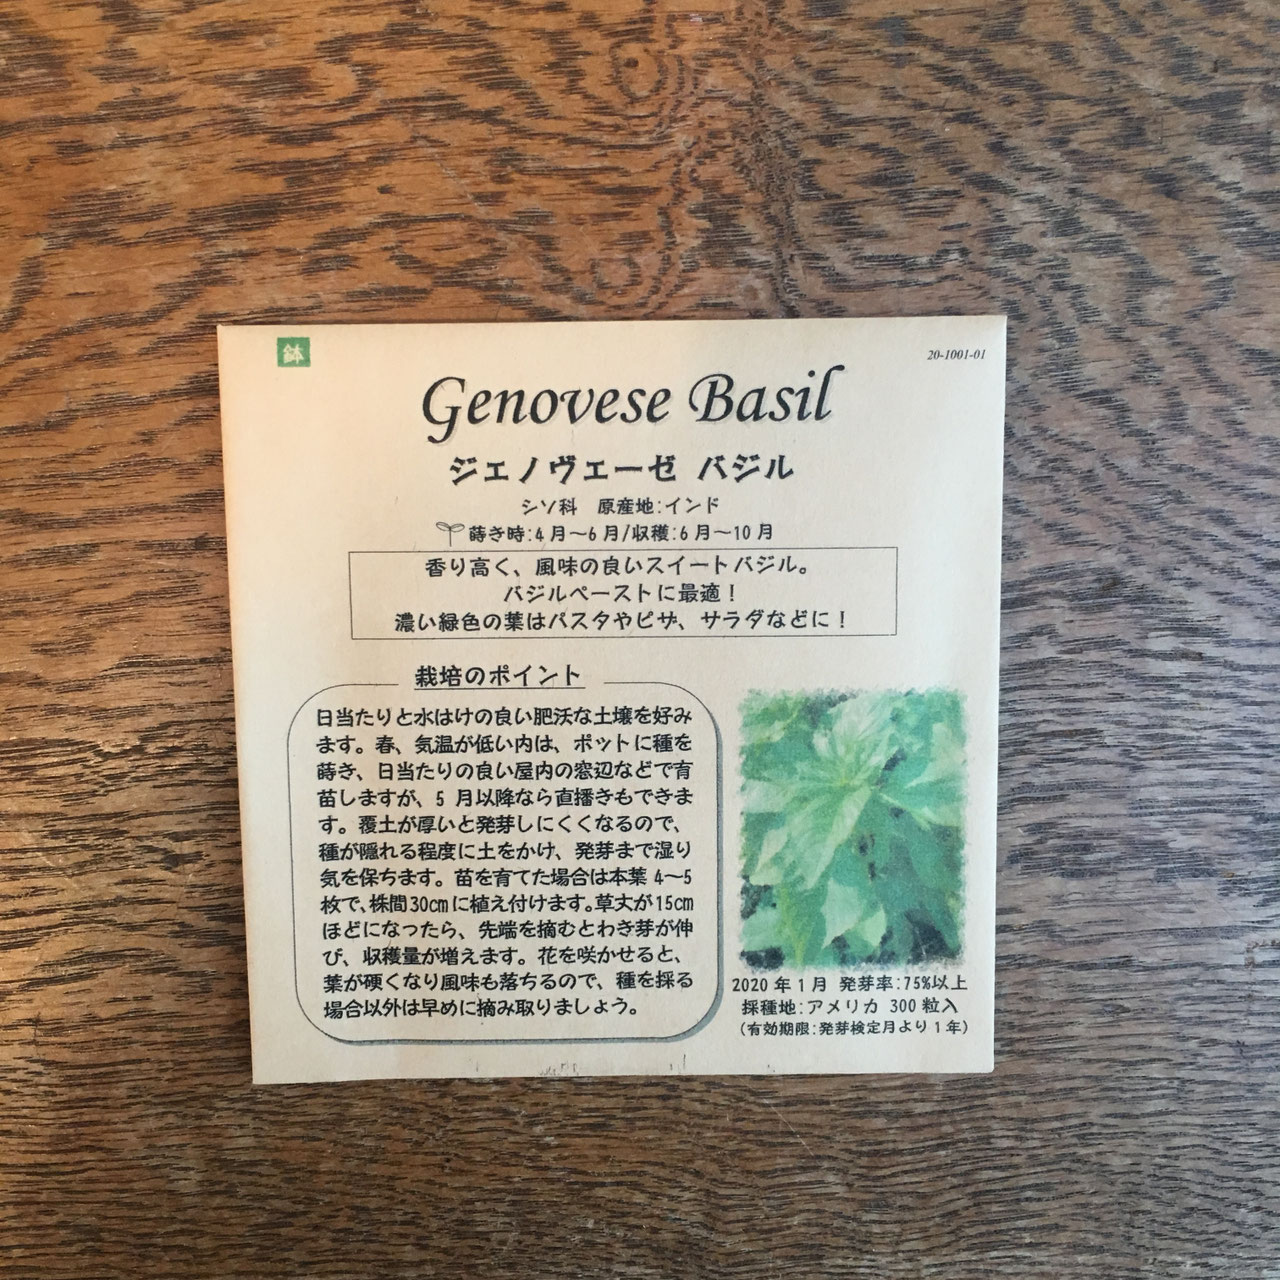 鉢
20-1001-01
Genovese Basil
ジェノヴェーゼ バジル
シソ科 原産地:インド
蒔き時:4月～6月/収穫:6月～10月
香り高く、風味の良いスイートバジル。
バジルペーストに最適！
濃い緑色の葉はパスタやピザ、サラダなどに！
栽培のポイント
日当たりと水はけの良い肥沃な土壌を好み
ます。春、気温が低い内は、ポットに種を
蒔き、日当たりの良い屋内の窓辺などで育
苗しますが、5 月以降なら直播きもできま
す。覆土が厚いと発芽しにくくなるので、
種が隠れる程度に土をかけ、発芽まで湿り
気を保ちます。苗を育てた場合は本葉 4～5
枚で、株間30cmに植え付けます。草丈が15cm
ほどになったら、先端を摘むとわき芽が伸
び、収穫量が増えます。花を咲かせると、
葉が硬くなり風味も落ちるので、種を採る
場合以外は早めに摘み取りましょう。
2020 年 1 月 発芽率:75%以上
採種地:アメリカ 300 粒入
(有効期限:発芽検定月より 1 年)